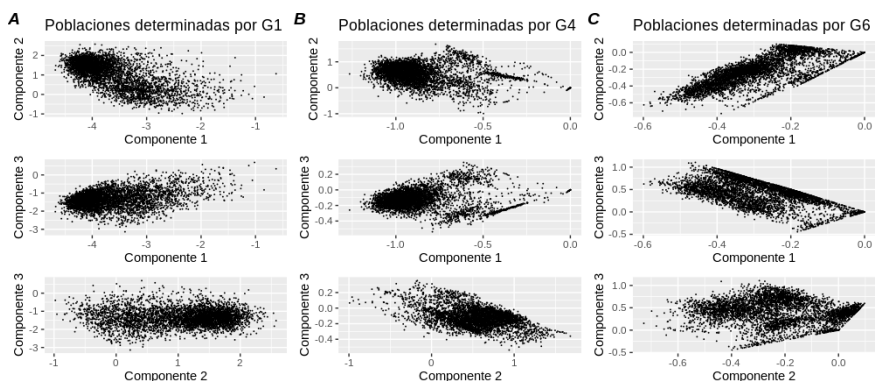 A Poblaciones determinadas por G1
B Poblaciones determinadas por G4
C Poblaciones determinadas por G6
Componente 2
2
1
0
-1
-4 -3 -2 -1
Componente 1
1
0
-1
-1.0 -0.5 0.0
Componente 1
Componente 2
0.0
-0.2
-0.4
-0.6
-0.6 -0.4 -0.2 0.0
Componente 1
Componente 3
0
-1
-2
-3
-4 -3 -2 -1
Componente 1
Componente 3
0.2
0.0
-0.2
-0.4
-1.0 -0.5 0.0
Componente 1
Componente 3
1.0
0.5
0.0
-0.5
-0.6 -0.4 -0.2 0.0
Componente 1
Componente 3
0
-1
-2
-3
-1 0 1 2
Componente 2
Componente 3
0.2
0.0
-0.2
-0.4
-1 0 1
Componente 2
Componente 3
1.0
0.5
0.0
-0.5
-0.6 -0.4 -0.2 0.0
Componente 2